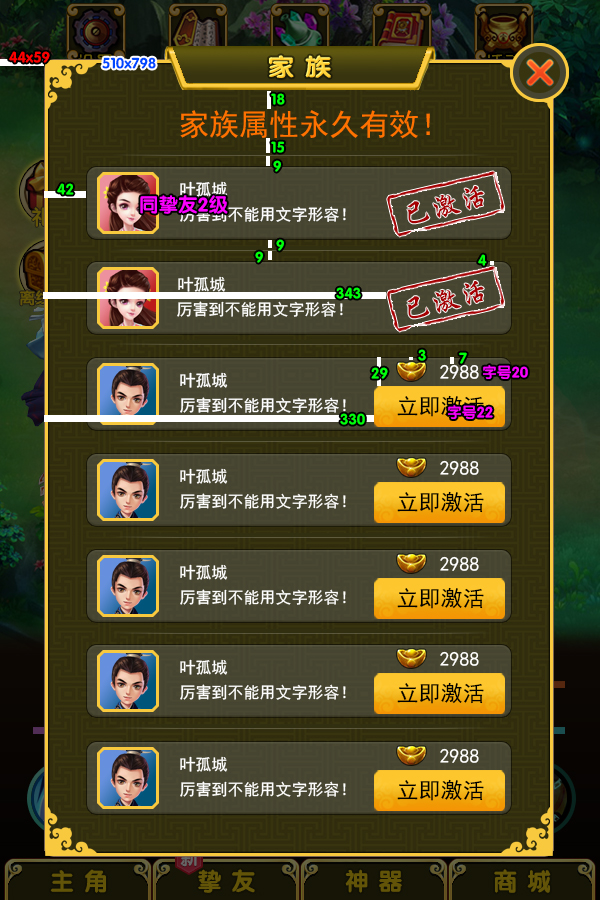 44x59
510x798
家族
18
家族属性永久有效！
15
9
42
叶孤城
同挚友2级
厉害到不能用文字形容！
已激活
9
9
4
叶孤城
343
厉害到不能用文字形容！
已激活
3
7
29
2988
字号20
叶孤城
厉害到不能用文字形容！
立即激活
字号22
330
2988
叶孤城
厉害到不能用文字形容！
立即激活
2988
叶孤城
厉害到不能用文字形容！
立即激活
2988
叶孤城
厉害到不能用文字形容！
立即激活
2988
叶孤城
厉害到不能用文字形容！
立即激活
新
主角
挚友
神器
商城